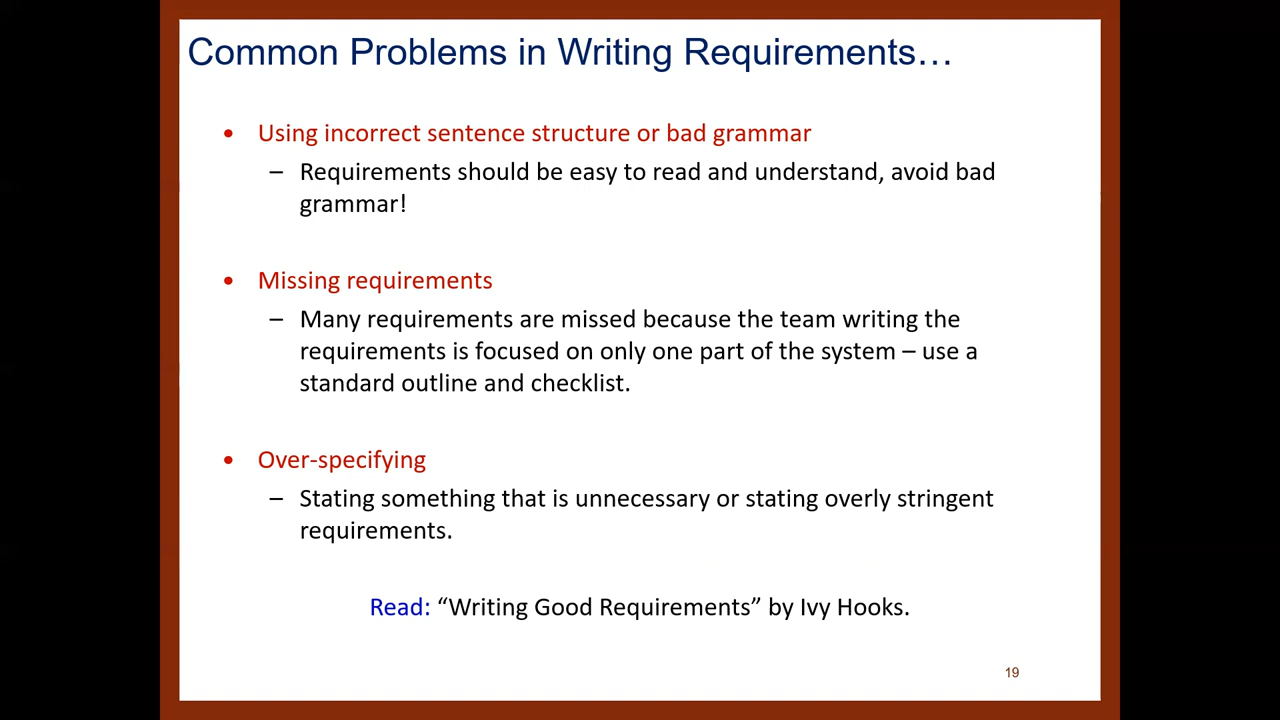 Common Problems in Writing Requirements…
• Using incorrect sentence structure or bad grammar
– Requirements should be easy to read and understand, avoid bad
grammar!
• Missing requirements
– Many requirements are missed because the team writing the
requirements is focused on only one part of the system – use a
standard outline and checklist.
• Over-specifying
– Stating something that is unnecessary or stating overly stringent
requirements.
Read: “Writing Good Requirements” by Ivy Hooks.
19